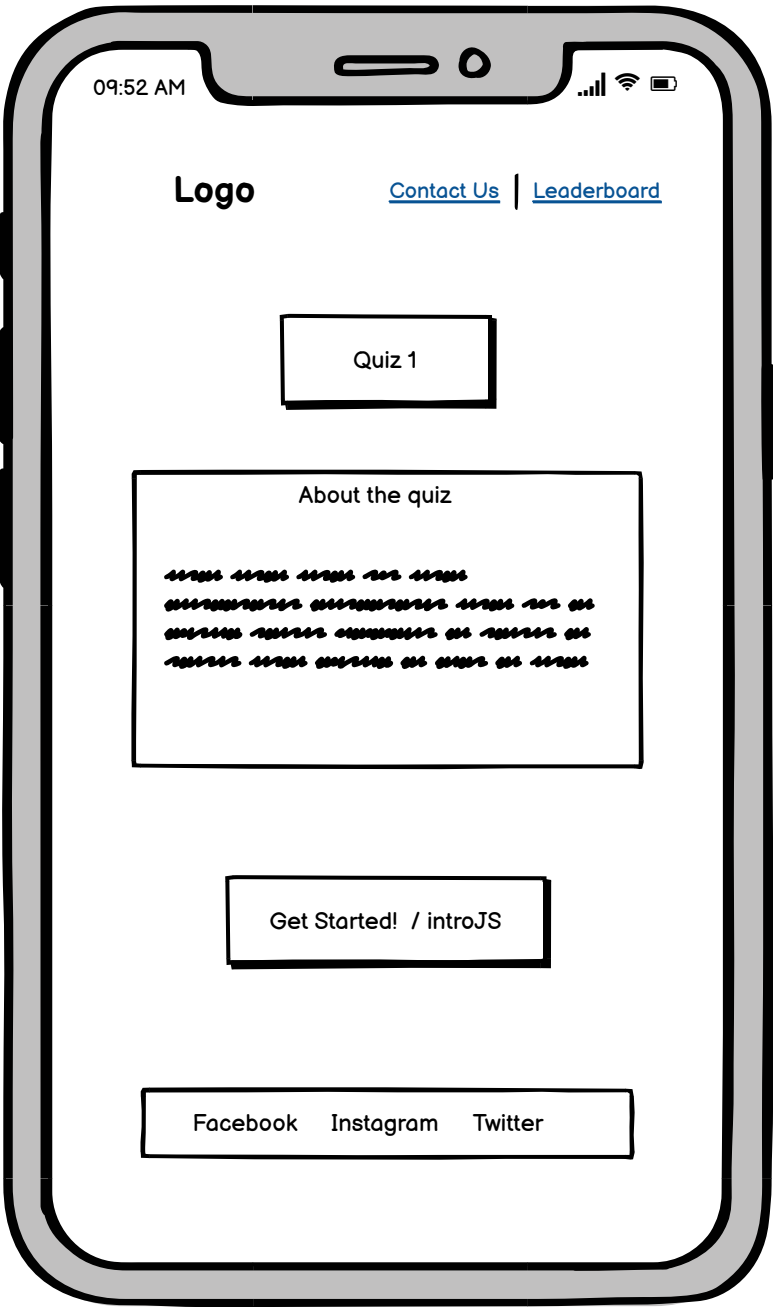 09:52 AM
Logo Contact Us | Leaderboard
Quiz 1
About the quiz
Get Started! / introJS
Facebook Instagram Twitter